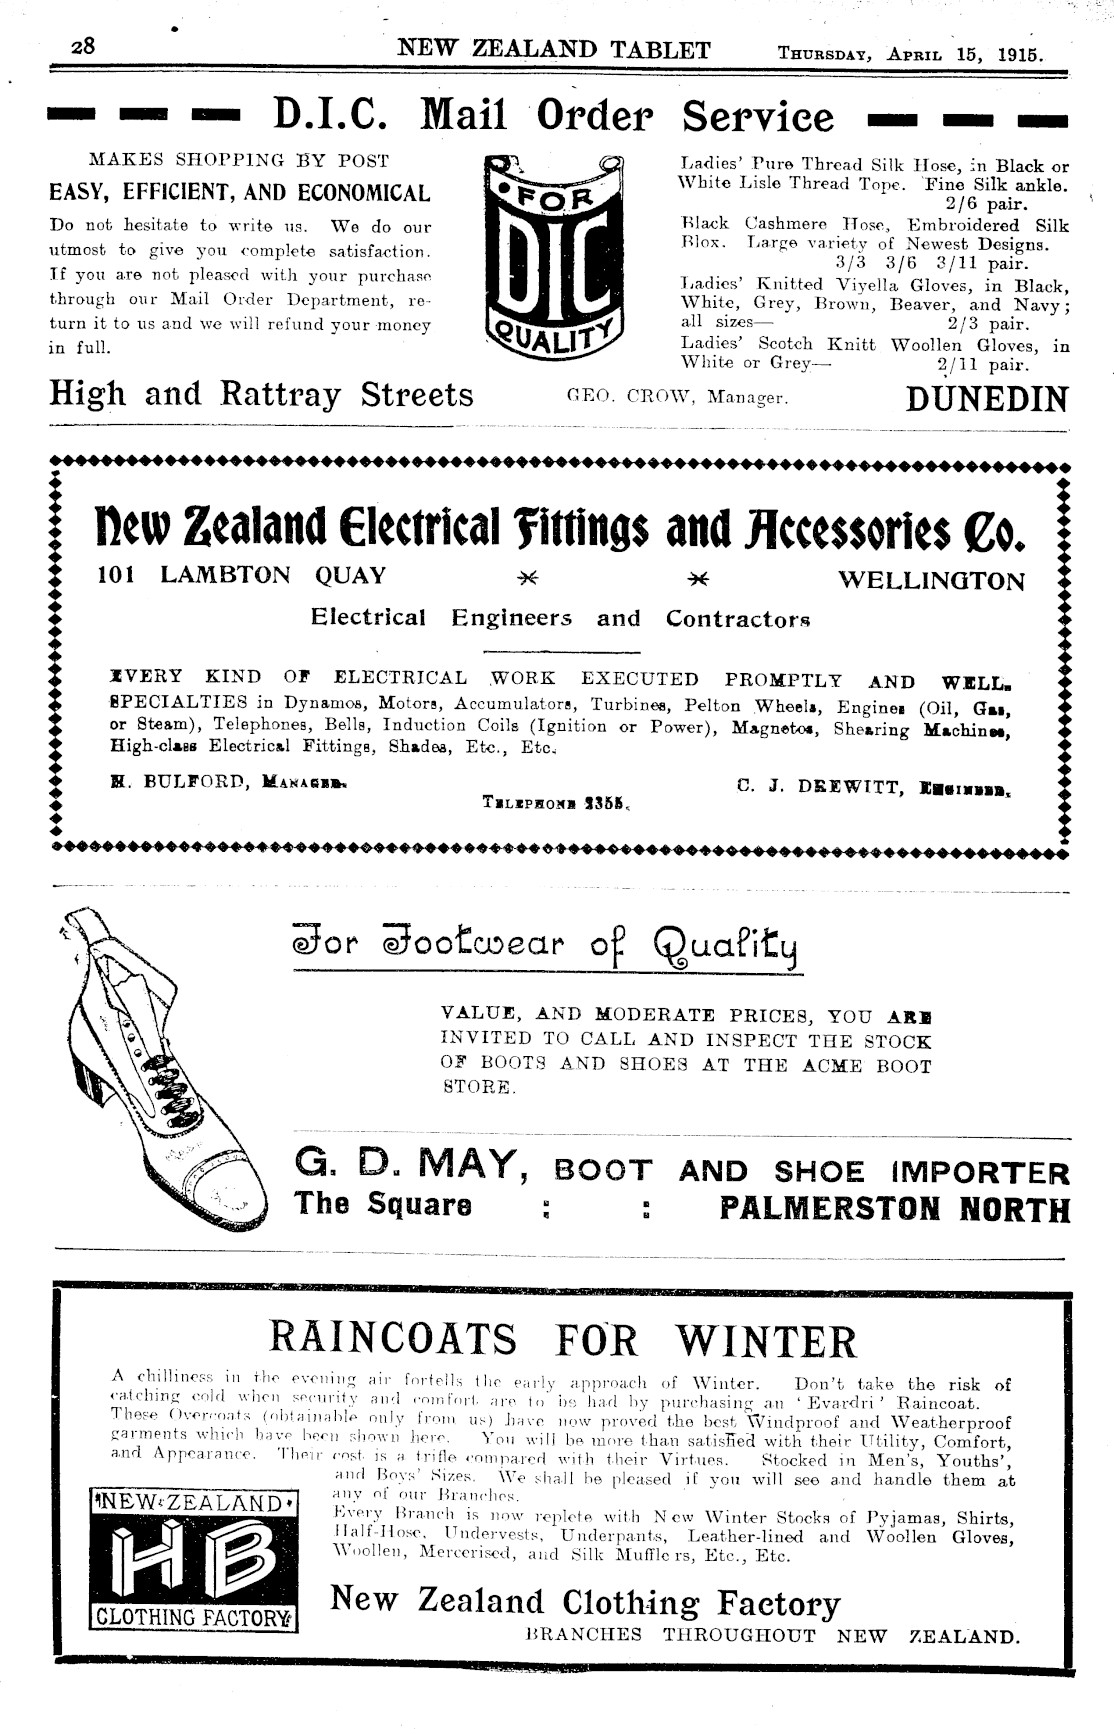 28 NEW ZEALAND TABLET Thursday, April 15, 1915.
D.I.C. Mail Order Service
MAKES SHOPPING BY POST
EASY, EFFICIENT, AND ECONOMICAL
Do not hesitate to write us. We do our
utmost to give you complete satisfaction.
If you are not pleased with your purchase
through our Mail Order Department, re-
turn it to us and we will refund your money
in full.
FOR
DIC
QUALITY
Ladies' Pure Thread Silk Hose, in Black or
White Lisle Thread Tope. Fine Silk ankle.
2/6 pair.
Black Cashmere Hose, Embroidered Silk
Blox. Large variety of Newest Designs.
3/3 3/6 3/11 pair.
Ladies' Knitted Viyella Gloves, in Black,
White, Grey, Brown, Beaver, and Navy;
all sizes— 2/3 pair.
Ladies' Scotch Knitt Woollen Gloves, in
White or Grey— 2/11 pair.
High and Rattray Streets GEO. CROW, Manager. DUNEDIN
New Zealand Electrical Fittings and Accessories Co.
101 LAMBTON QUAY WELLINGTON
Electrical Engineers and Contractors
EVERY KIND OF ELECTRICAL WORK EXECUTED PROMPTLY AND WELL.
SPECIALTIES in Dynamos, Motors, Accumulators, Turbines, Pelton Wheels, Engines (Oil, Gas,
or Steam), Telephones, Bells, Induction Coils (Ignition or Power), Magnetos, Shearing Machines,
High-class Electrical Fittings, Shades, Etc., Etc.
H. BULFORD, Manager. C. J. DREWITT, Engineer.
Telephone 2355.
For Footwear of Quality
VALUE, AND MODERATE PRICES, YOU ARE
INVITED TO CALL AND INSPECT THE STOCK
OF BOOTS AND SHOES AT THE ACME BOOT
STORE.
G. D. MAY, BOOT AND SHOE IMPORTER
The Square : : PALMERSTON NORTH
RAINCOATS FOR WINTER
A chilliness in the evening air fortells the early approach of Winter. Don't take the risk of
catching cold when security and comfort are to be had by purchasing an 'Evardri' Raincoat.
These Overcoats (obtainable only from us) have now proved the best Windproof and Weatherproof
garments which have been shown here. You will be more than satisfied with their Utility, Comfort,
and Appearance. Their cost is a trifle compared with their Virtues. Stocked in Men's, Youths',
and Boys' Sizes. We shall be pleased if you will see and handle them at
any of our Branches.
Every Branch is now replete with New Winter Stocks of Pyjamas, Shirts,
Half-Hose, Undervests, Underpants, Leather-lined and Woollen Gloves,
Woollen, Mercerised, and Silk Mufflers, Etc., Etc.
NEW ZEALAND
HB
CLOTHING FACTORY
New Zealand Clothing Factory
BRANCHES THROUGHOUT NEW ZEALAND.